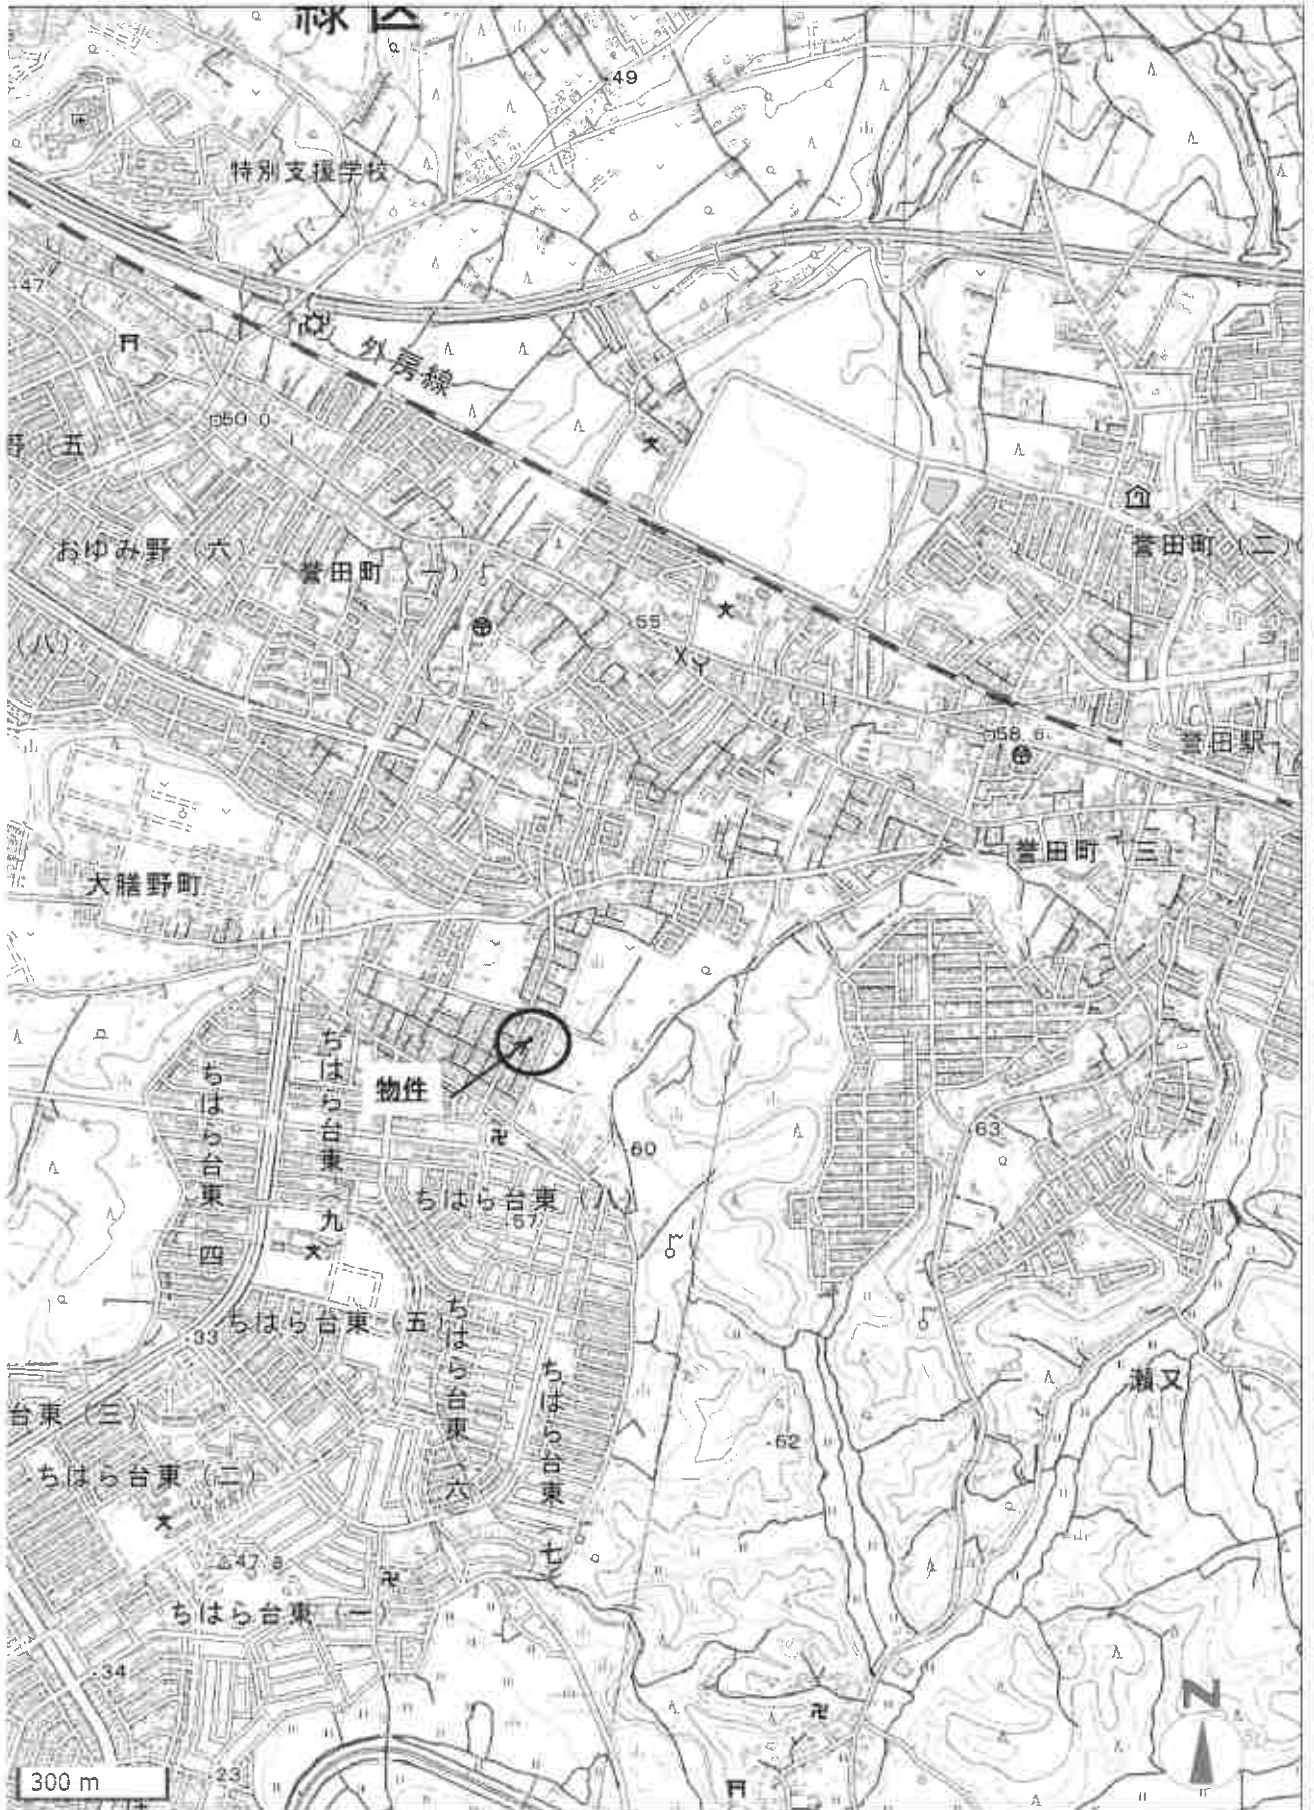 緑区
49
特別支援学校
47
外房線
50.0
野(五)
おゆみ野(六)
誉田町(一)
誉田町(二)
55
(八)
58.6
誉田駅
大膳野町
誉田町(三)
物件
ちはら台東(四)
ちはら台東(九)
63
60
ちはら台東(八)
57
ちはら台東(五)
33
ちはら台東(六)
ちはら台東(七)
瀬又
台東(三)
62
ちはら台東(二)
47.8
ちはら台東(一)
34
N
23
300 m